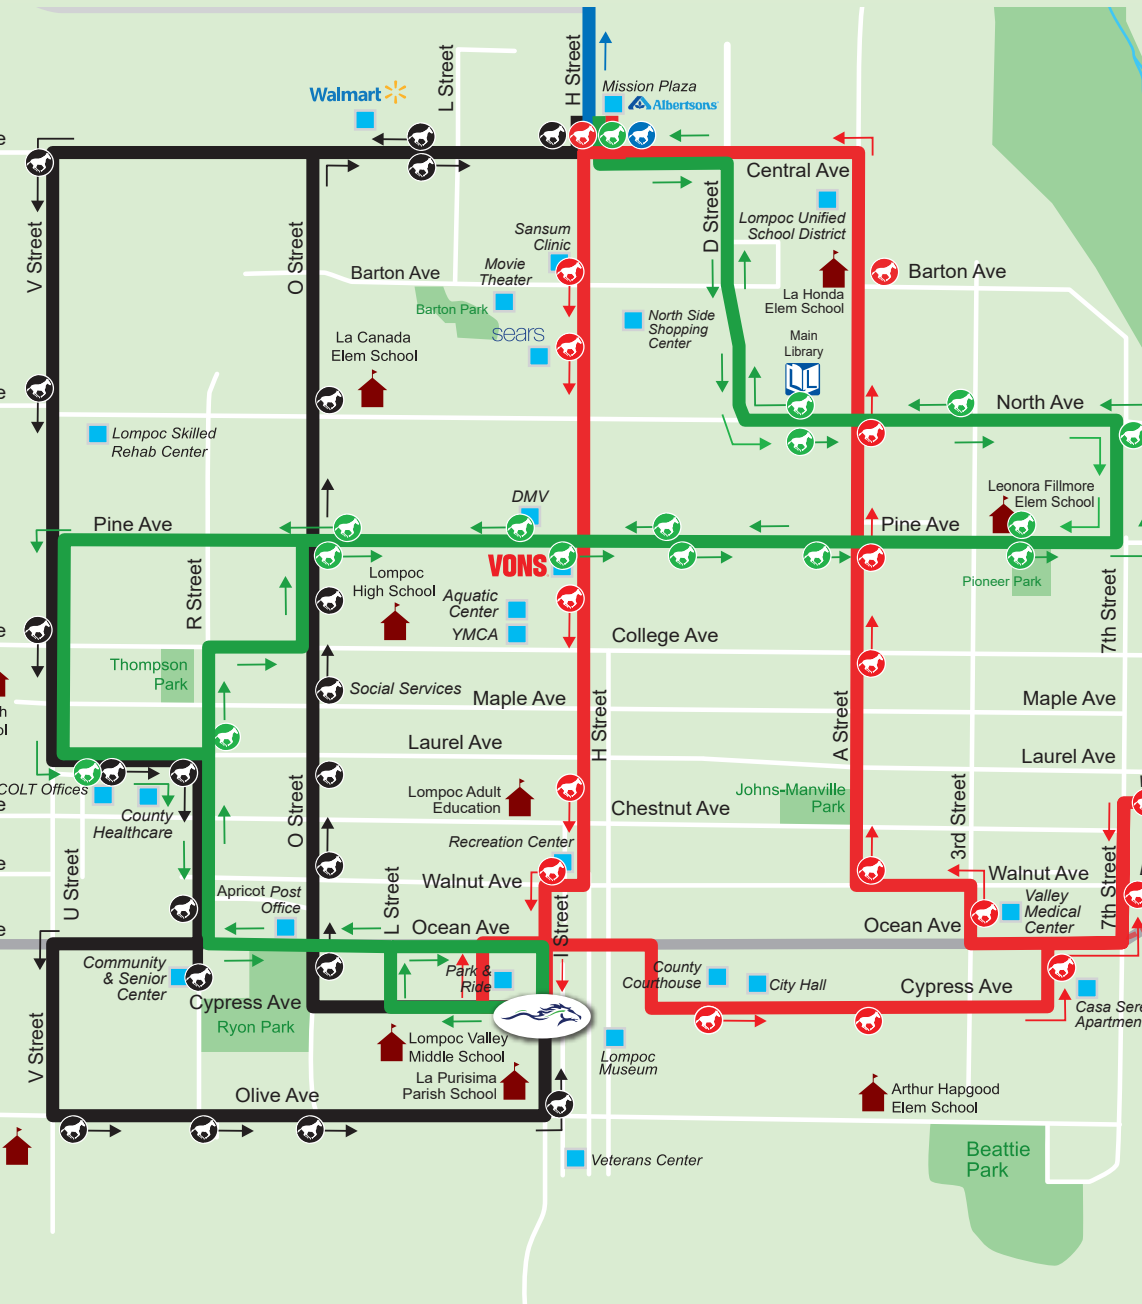 H Street
Mission Plaza
Albertsons
L Street
Walmart
Central Ave
V Street
O Street
D Street
Lompoc Unified
School District
Sansum
Clinic
Movie
Theater
Barton Ave
Barton Park
sears
La Honda
Elem School
Barton Ave
North Side
Shopping
Center
Main
Library
La Canada
Elem School
North Ave
Lompoc Skilled
Rehab Center
Leonora Fillmore
Elem School
DMV
Pine Ave
Pine Ave
VONS
Lompoc
High School
Pioneer Park
R Street
Aquatic
Center
YMCA
7th Street
College Ave
Thompson
Park
Social Services
Maple Ave
Maple Ave
H Street
A Street
Laurel Ave
Laurel Ave
COLT Offices
County
Healthcare
O Street
Lompoc Adult
Education
Chestnut Ave
Johns-Manville
Park
3rd Street
Recreation Center
Walnut Ave
Walnut Ave
U Street
Apricot
Post
Office
L Street
Ocean Ave
I Street
Ocean Ave
Valley
Medical
Center
7th Street
Community
& Senior
Center
Cypress Ave
Ryon Park
Park &
Ride
County
Courthouse
City Hall
Cypress Ave
Casa Sere
Apartmen
V Street
Lompoc Valley
Middle School
La Purisima
Parish School
Lompoc
Museum
Olive Ave
Arthur Hapgood
Elem School
Veterans Center
Beattie
Park